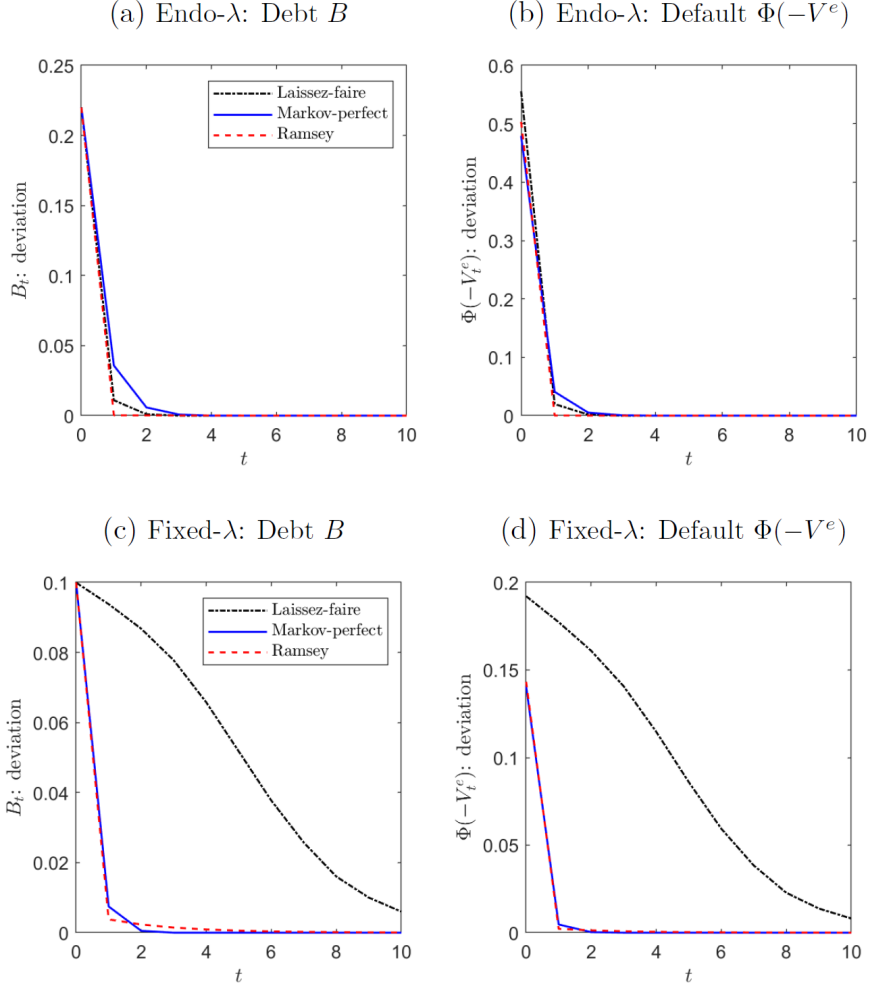 (a) Endo-λ: Debt B
(b) Endo-λ: Default Φ(−V^e)
0.25
0.2
0.15
0.1
0.05
0
B_t: deviation
Laissez-faire
Markov-perfect
Ramsey
0 2 4 6 8 10
t
0.6
0.5
0.4
0.3
0.2
0.1
0
Φ(−V_t^e): deviation
0 2 4 6 8 10
t
(c) Fixed-λ: Debt B
(d) Fixed-λ: Default Φ(−V^e)
0.1
0.08
0.06
0.04
0.02
0
B_t: deviation
Laissez-faire
Markov-perfect
Ramsey
0 2 4 6 8 10
t
0.2
0.15
0.1
0.05
0
Φ(−V_t^e): deviation
0 2 4 6 8 10
t